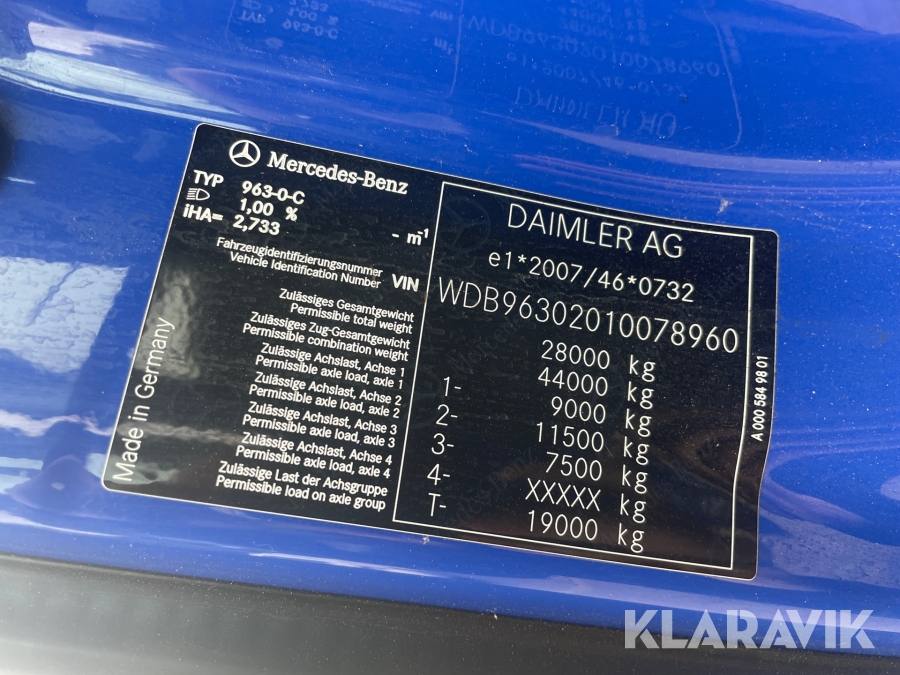 Mercedes-Benz
TYP 963-0-C
1,00 %
iHA= 2,733 - m⁻¹
Fahrzeugidentifizierungsnummer
Vehicle Identification Number VIN
Zulässiges Gesamtgewicht
Permissible total weight
Zulässiges Zug-Gesamtgewicht
Permissible combination weight
Zulässige Achslast, Achse 1
Permissible axle load, axle 1
Zulässige Achslast, Achse 2
Permissible axle load, axle 2
Zulässige Achslast, Achse 3
Permissible axle load, axle 3
Zulässige Achslast, Achse 4
Permissible axle load, axle 4
Zulässige Last der Achsgruppe
Permissible load on axle group
Made in Germany
DAIMLER AG
e1*2007/46*0732
WDB96302010078960
28000 kg
44000 kg
1- 9000 kg
2- 11500 kg
3- 7500 kg
4- XXXXX kg
T- 19000 kg
A 000 584 98 01
KLARAVIK